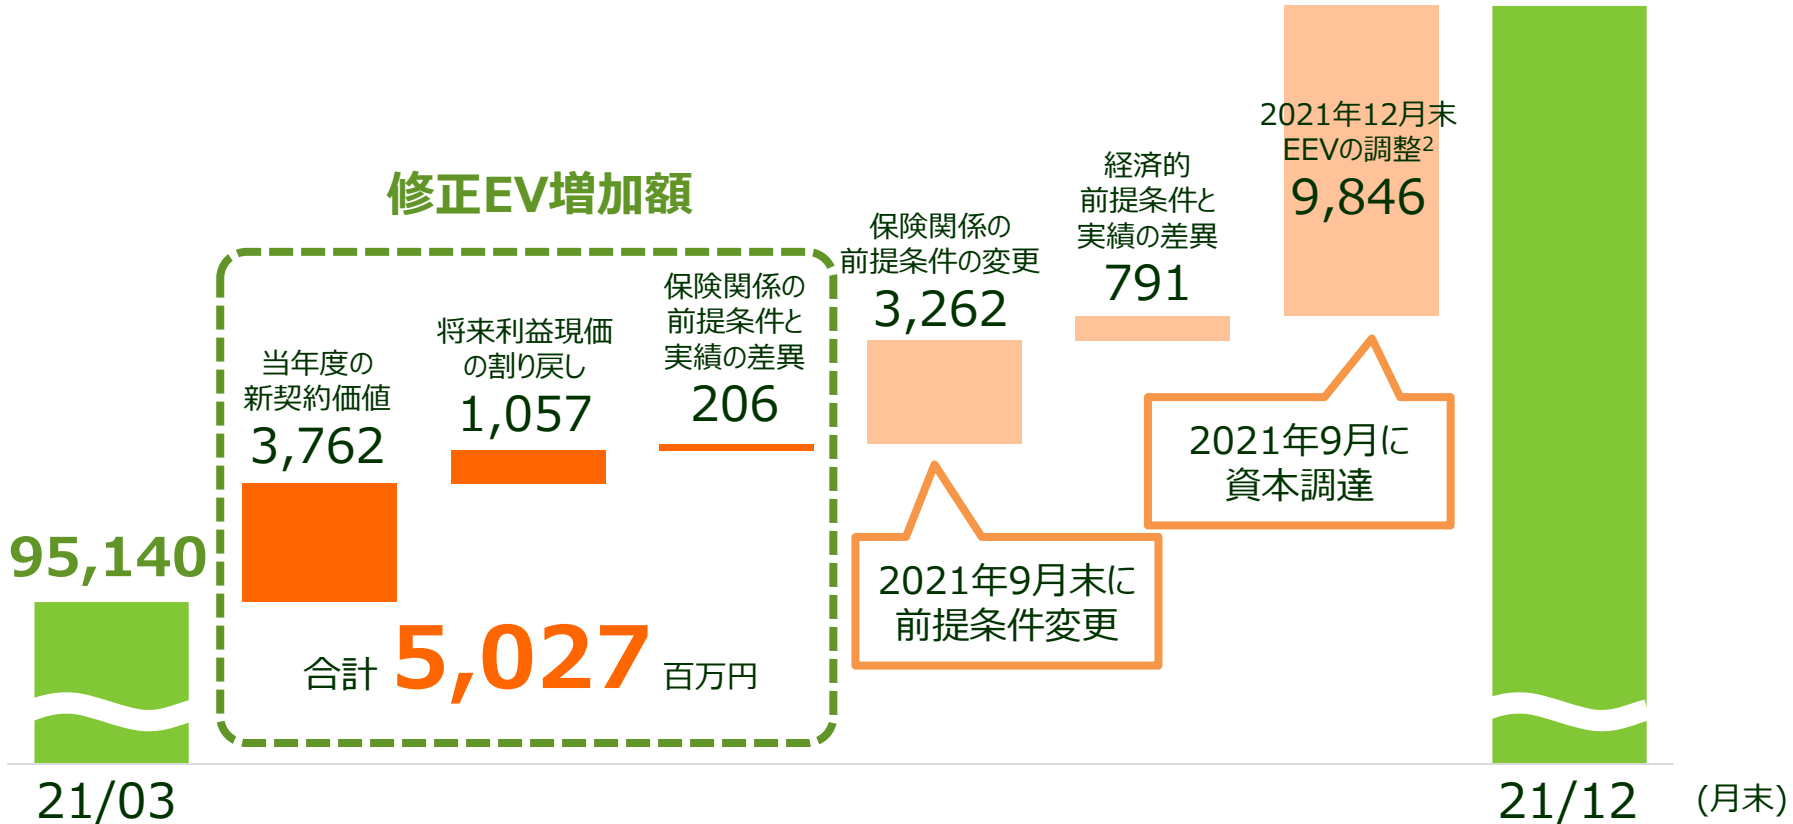 修正EV増加額
95,140
当年度の
新契約価値
3,762
将来利益現価
の割り戻し
1,057
保険関係の
前提条件と
実績の差異
206
合計 5,027 百万円
保険関係の
前提条件の変更
3,262
経済的
前提条件と
実績の差異
791
2021年12月末
EEVの調整2
9,846
2021年9月末に
前提条件変更
2021年9月に
資本調達
21/03
21/12
(月末)